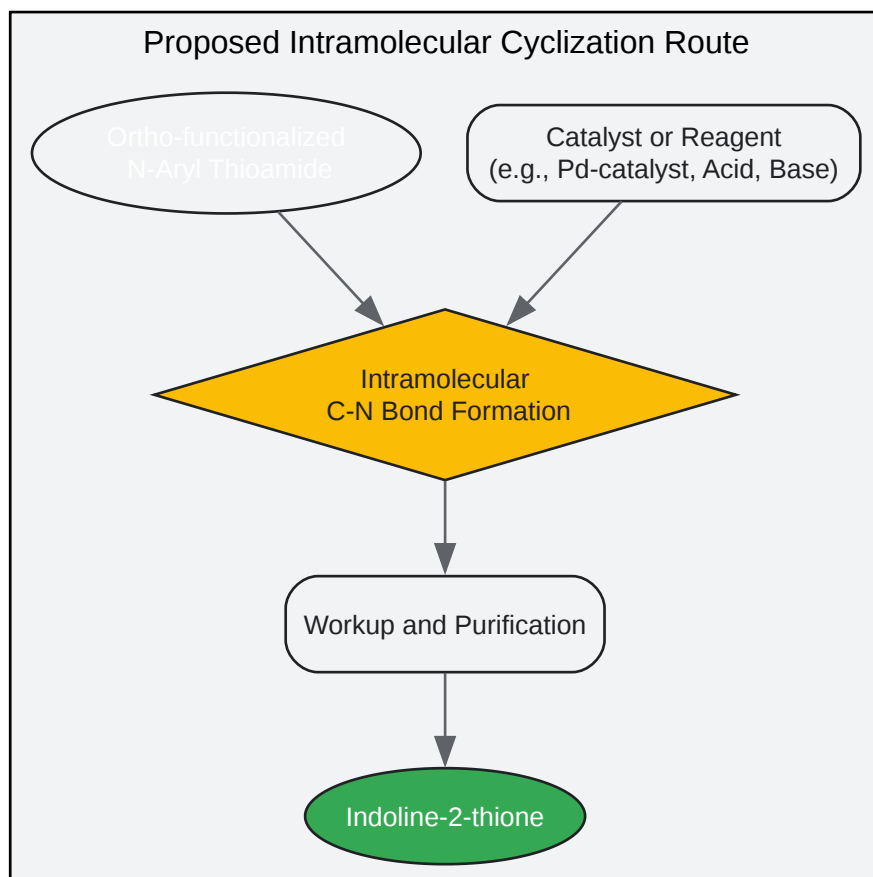 Proposed Intramolecular Cyclization Route
Ortho-functionalized
N-Aryl Thioamide
Catalyst or Reagent
(e.g., Pd-catalyst, Acid, Base)
Intramolecular
C-N Bond Formation
Workup and Purification
Indoline-2-thione